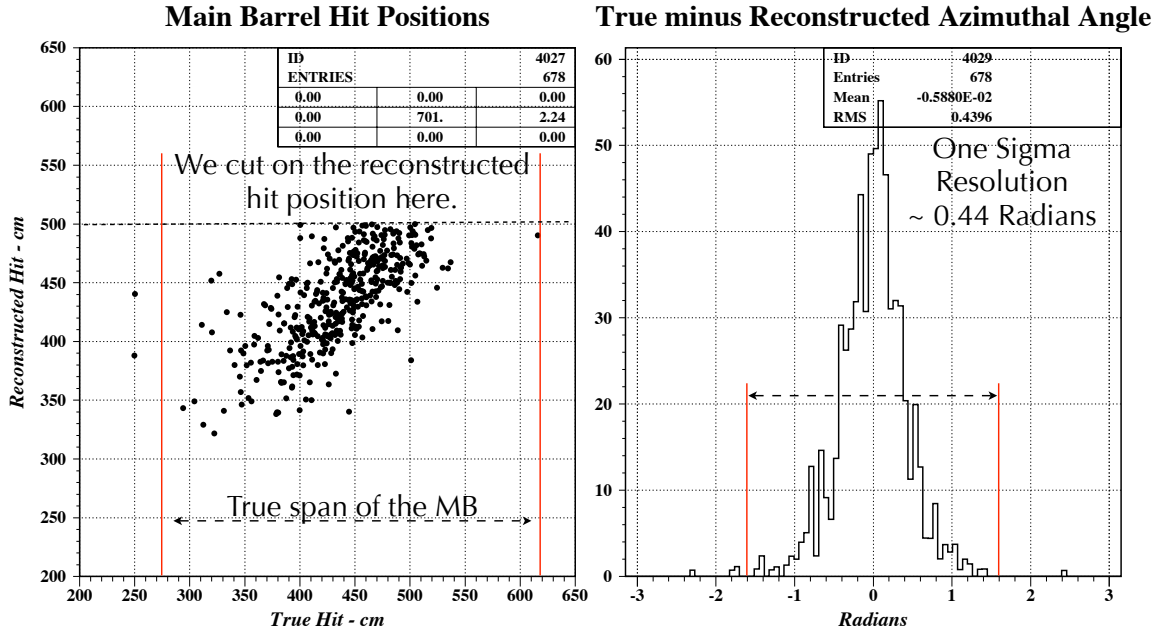 Main Barrel Hit Positions
True minus Reconstructed Azimuthal Angle
Reconstructed Hit - cm
650
600
550
500
450
400
350
300
250
200
ID 4027
ENTRIES 678
0.00 0.00 0.00
0.00 701. 2.24
0.00 0.00 0.00
We cut on the reconstructed
hit position here.
True span of the MB
200 250 300 350 400 450 500 550 600 650
True Hit - cm
60
50
40
30
20
10
0
ID 4029
Entries 678
Mean -0.5880E-02
RMS 0.4396
One Sigma
Resolution
~ 0.44 Radians
-3 -2 -1 0 1 2 3
Radians